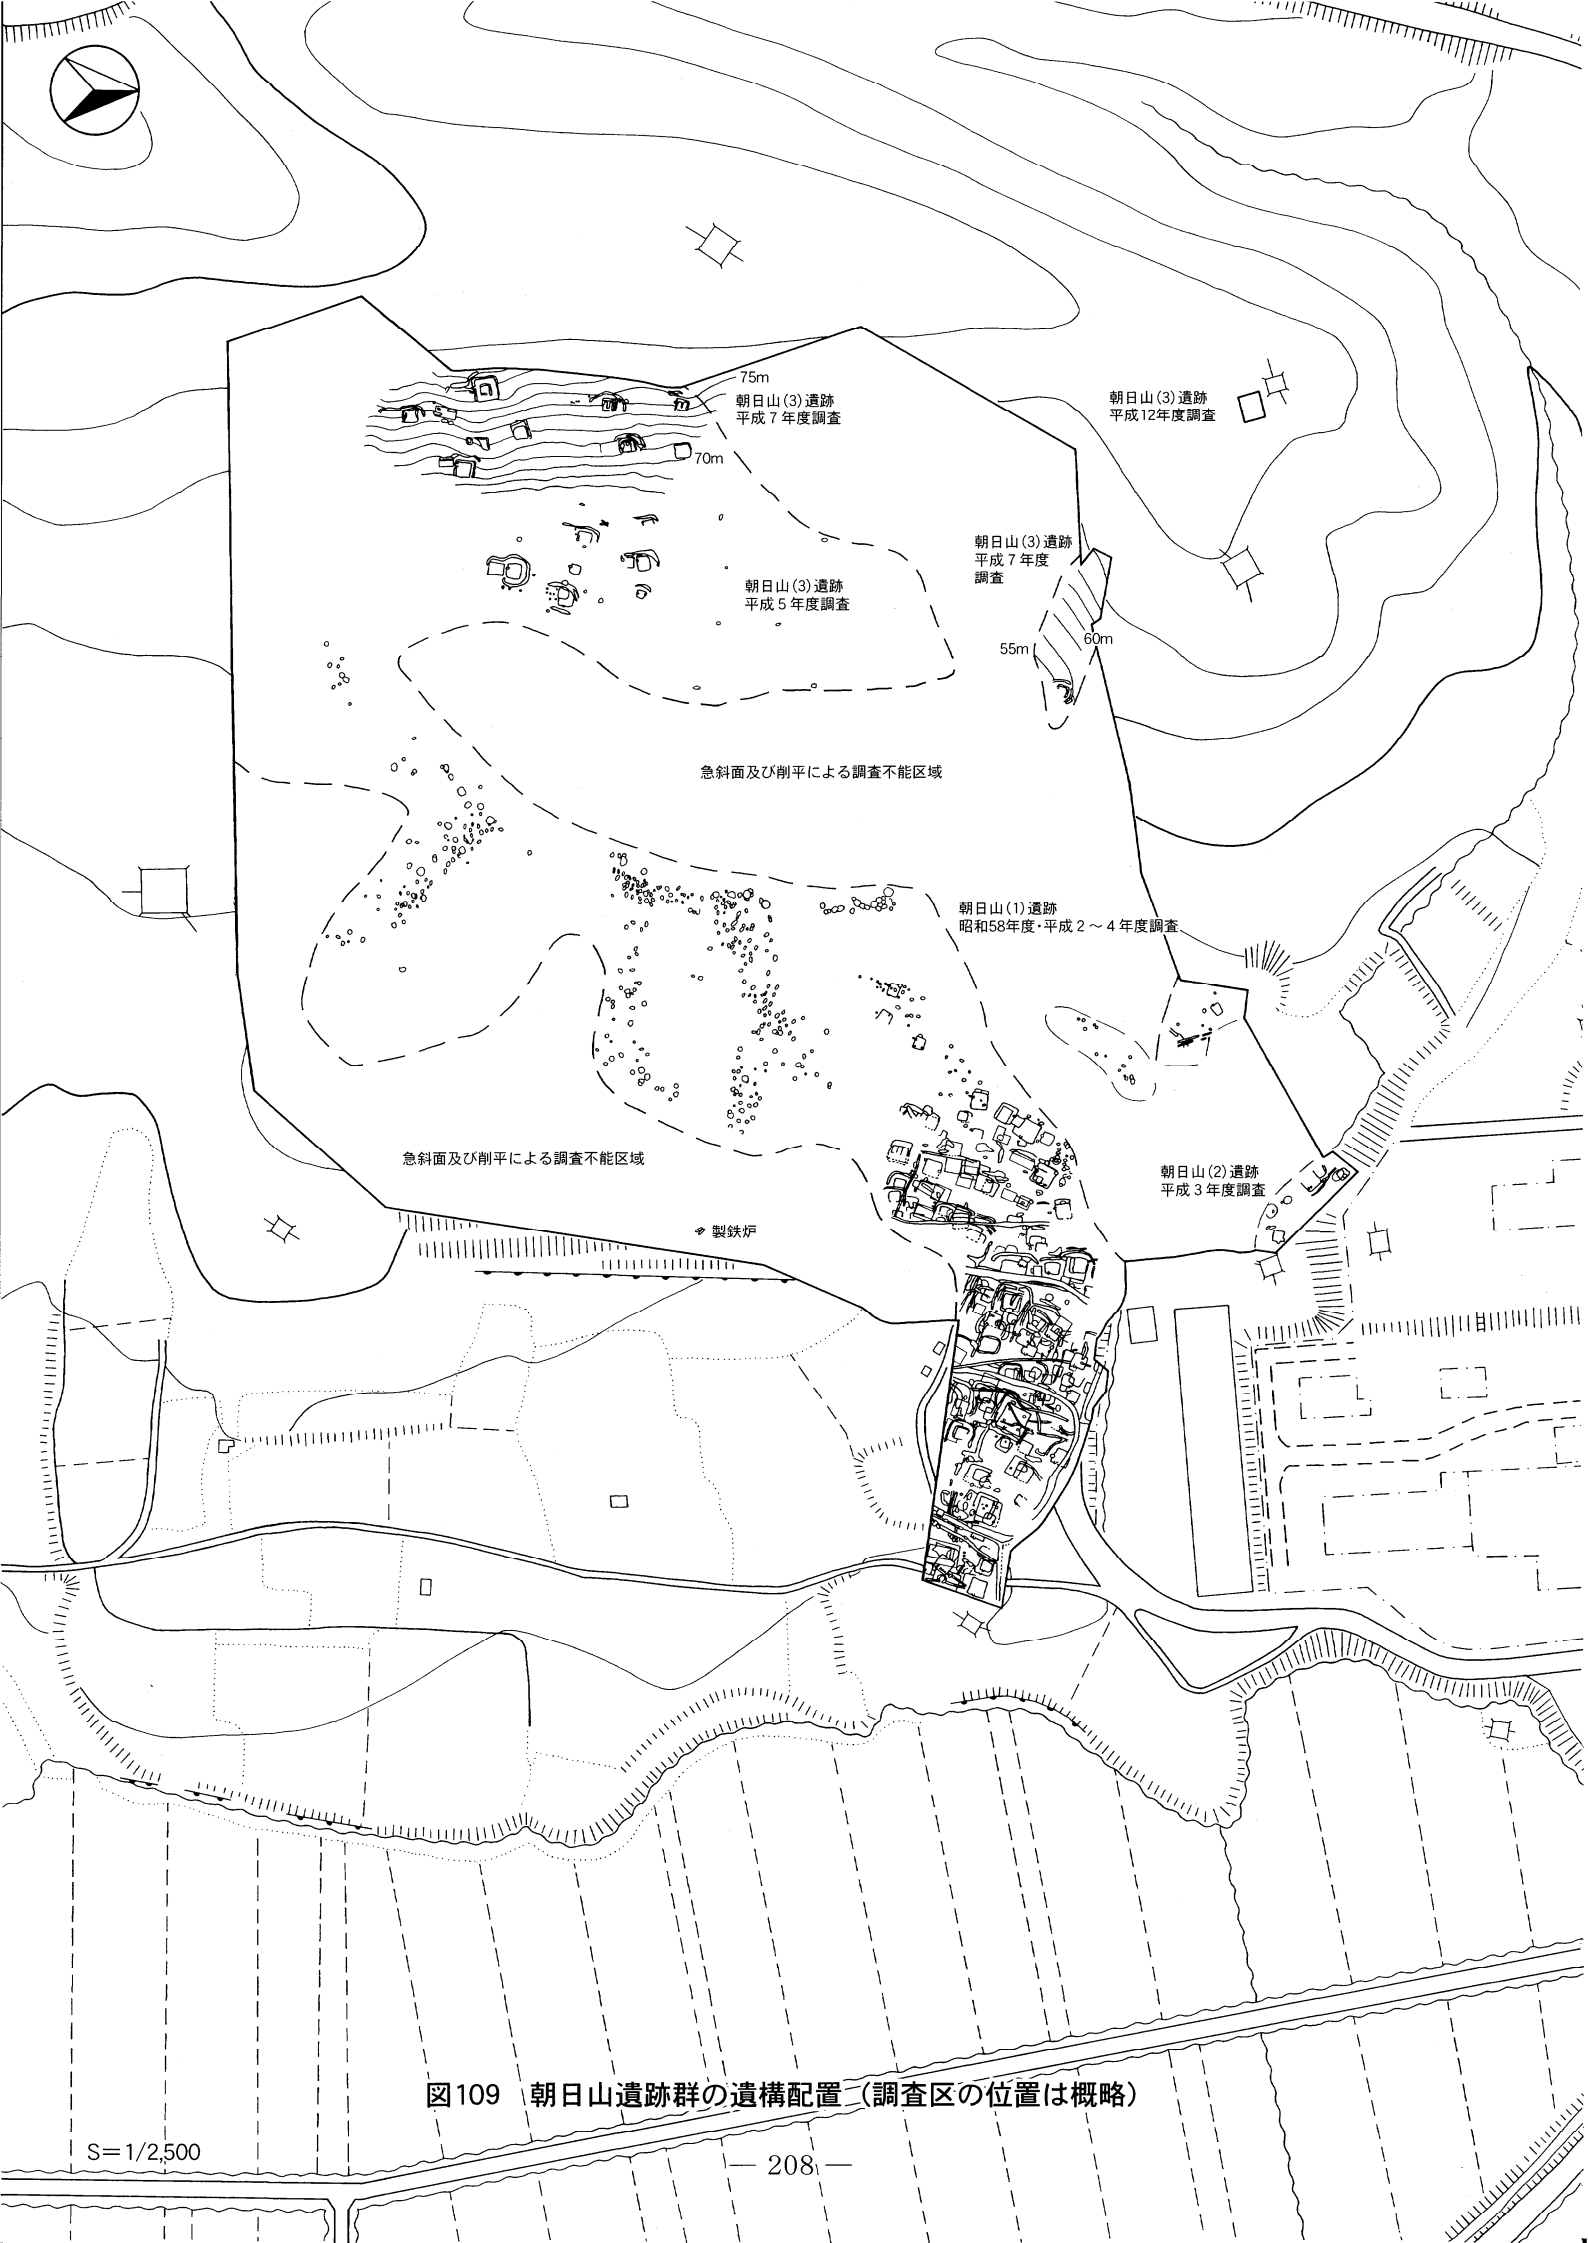 75m
朝日山(3)遺跡
平成７年度調査
70m
朝日山(3)遺跡
平成12年度調査
朝日山(3)遺跡
平成７年度
調査
朝日山(3)遺跡
平成５年度調査
60m
55m
急斜面及び削平による調査不能区域
朝日山(1)遺跡
昭和58年度･平成２～４年度調査
急斜面及び削平による調査不能区域
朝日山(2)遺跡
平成３年度調査
製鉄炉
図109　朝日山遺跡群の遺構配置（調査区の位置は概略）
S＝1/2,500
― 208 ―